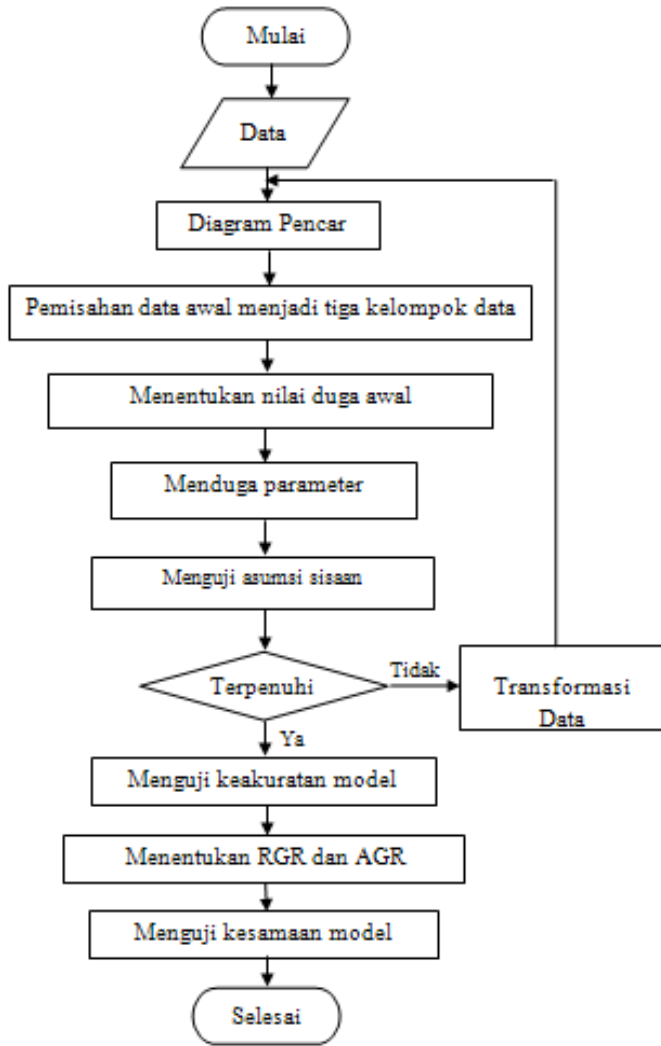 Mulai
Data
Diagram Pencar
Pemisahan data awal menjadi tiga kelompok data
Menentukan nilai duga awal
Menduga parameter
Menguji asumsi sisaan
Terpenuhi
Tidak
Transformasi
Data
Ya
Menguji keakuratan model
Menentukan RGR dan AGR
Menguji kesamaan model
Selesai